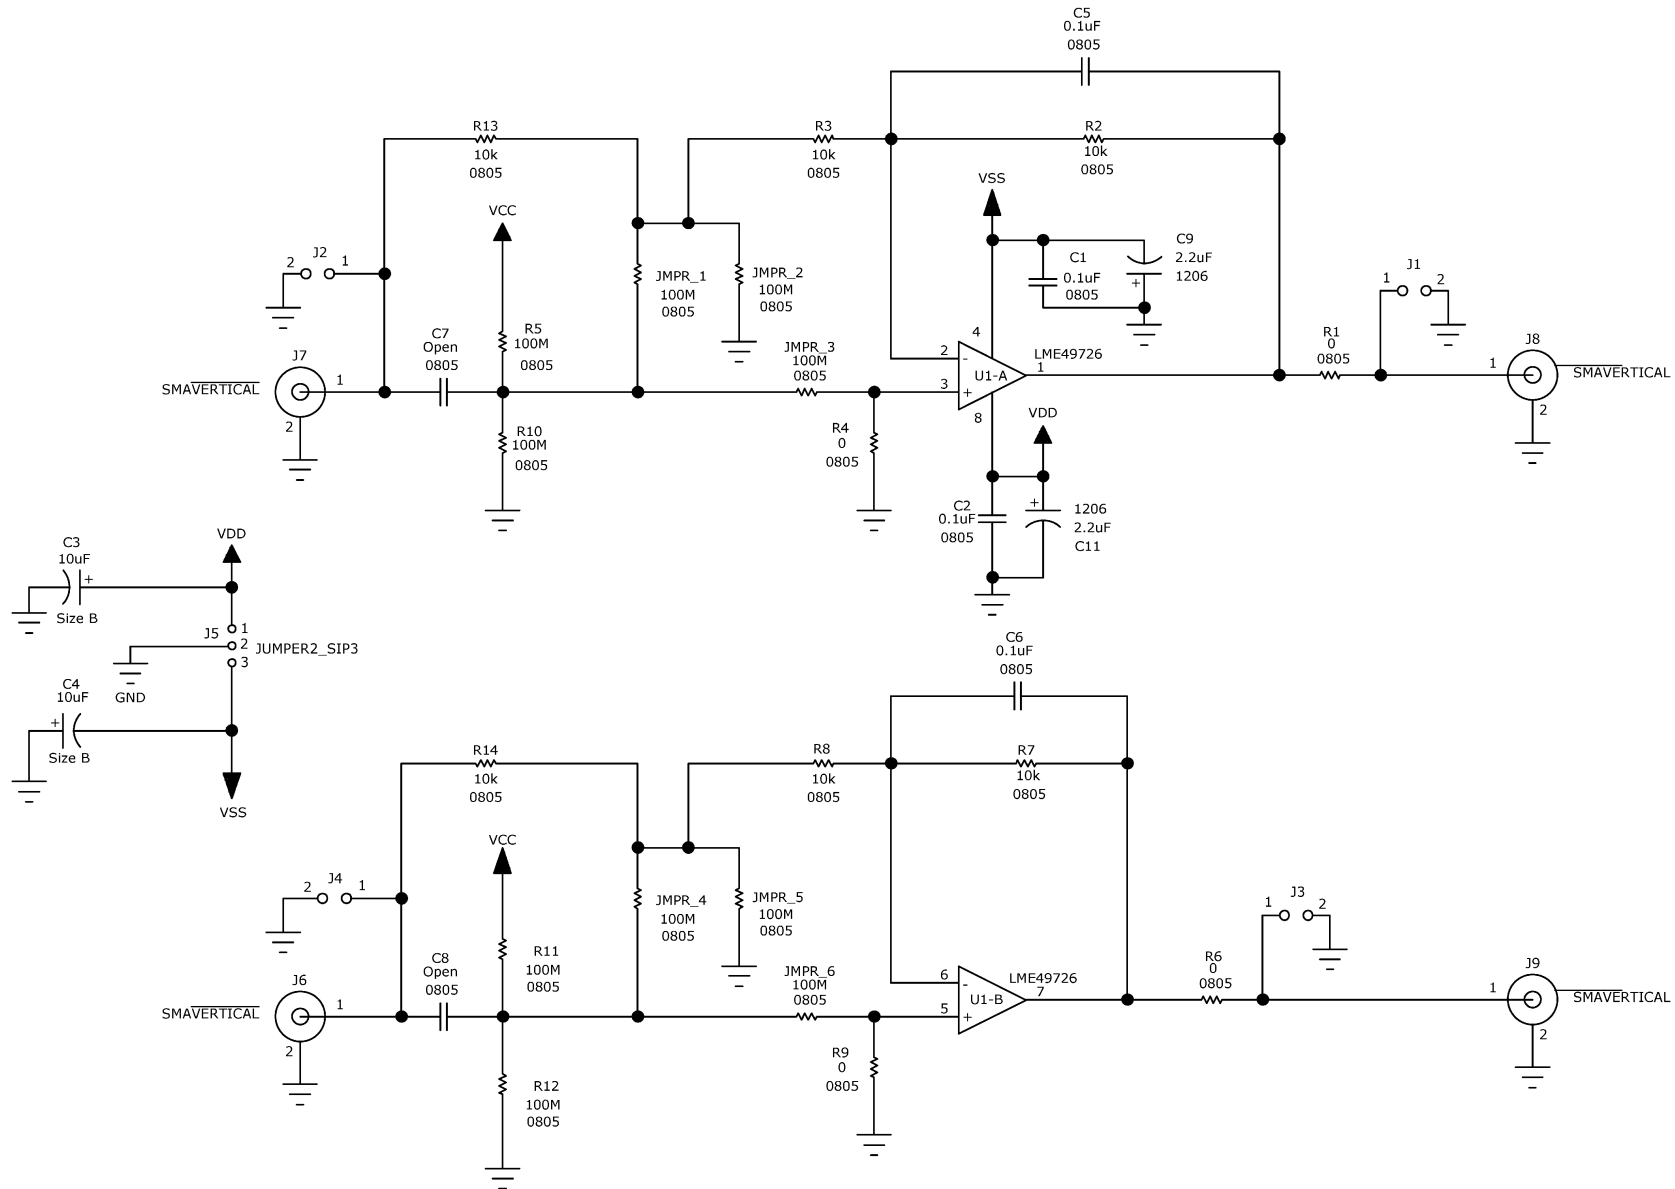 C5
0.1uF
0805
R13
10k
0805
R3
10k
0805
R2
10k
0805
VSS
VCC
J2
2
1
JMPR_1
100M
0805
JMPR_2
100M
0805
C1
0.1uF
0805
C9
2.2uF
1206
+
J1
1
2
J7
SMAVERTICAL
1
2
C7
Open
0805
R5
100M
0805
JMPR_3
100M
0805
4
2
3
8
-
+
U1-A
LME49726
1
R1
0
0805
J8
1
SMAVERTICAL
2
R10
100M
0805
R4
0
0805
VDD
C2
0.1uF
0805
+
1206
2.2uF
C11
C3
10uF
+
Size B
VDD
J5
1
2
3
JUMPER2_SIP3
GND
C4
10uF
+
Size B
VSS
C6
0.1uF
0805
R14
10k
0805
R8
10k
0805
R7
10k
0805
VCC
J4
2
1
JMPR_4
100M
0805
JMPR_5
100M
0805
J3
1
2
J6
SMAVERTICAL
1
2
C8
Open
0805
R11
100M
0805
JMPR_6
100M
0805
6
5
-
+
U1-B
LME49726
7
R6
0
0805
J9
1
SMAVERTICAL
2
R12
100M
0805
R9
0
0805